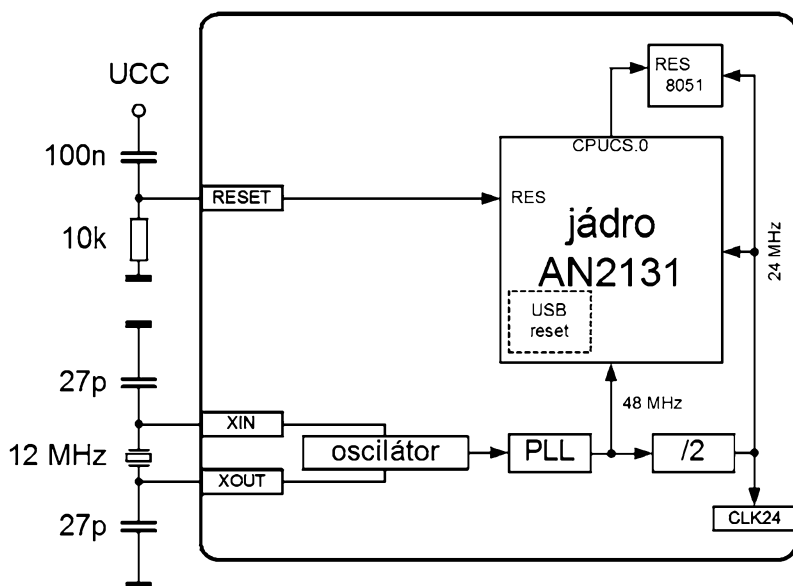 UCC
100n
10k
RESET
RES
8051
CPUCS.0
RES
jádro
AN2131
USB
reset
24 MHz
27p
12 MHz
27p
XIN
XOUT
oscilátor
PLL
48 MHz
/2
CLK24